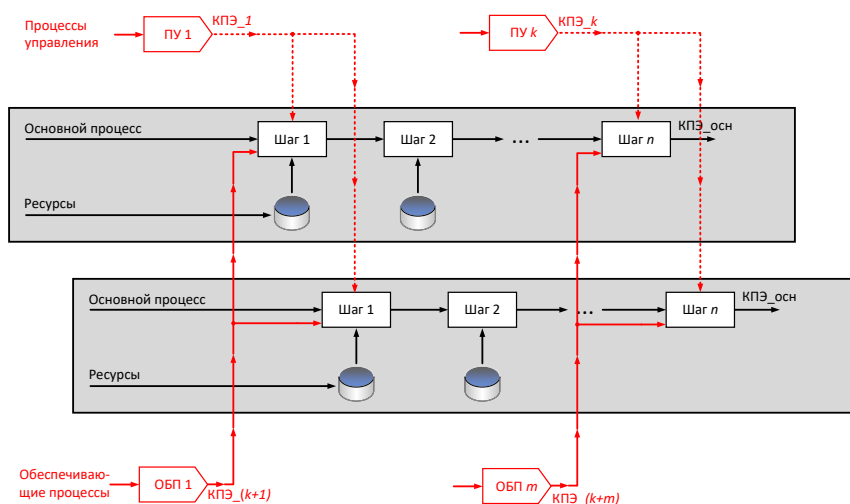 Процессы
управления
ПУ 1
КПЭ_1
ПУ k
КПЭ_k
Основной процесс
Шаг 1
Шаг 2
...
Шаг n
КПЭ_осн
Ресурсы
Основной процесс
Шаг 1
Шаг 2
...
Шаг n
КПЭ_осн
Ресурсы
Обеспечиваю-
щие процессы
ОБП 1
КПЭ_(k+1)
ОБП m
КПЭ_(k+m)